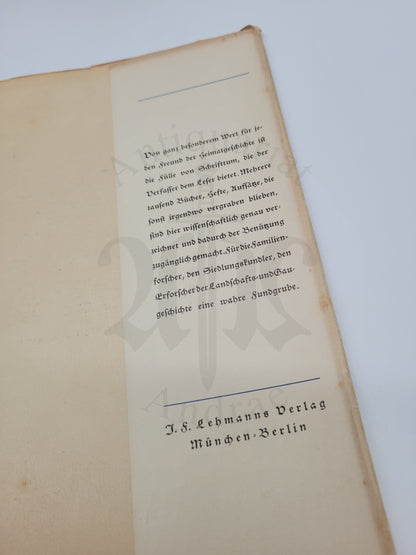 Von ganz besonderem Wert für je-
den Freund der Heimatgeschichte ist
die Fülle von Schrifttum, die der
Verfasser dem Leser bietet. Mehrere
tausend Bücher, Hefte, Aufsätze, die
sonst irgendwo vergraben blieben,
sind hier wissenschaftlich genau ver-
zeichnet und dadurch der Benützung
zugänglich gemacht. Für die Familien-
forscher, den Siedlungskundler, den
Erforscher der Landschafts- und Gau-
geschichte eine wahre Fundgrube.
J. F. Lehmanns Verlag
München-Berlin
Antiquariat
Andreae